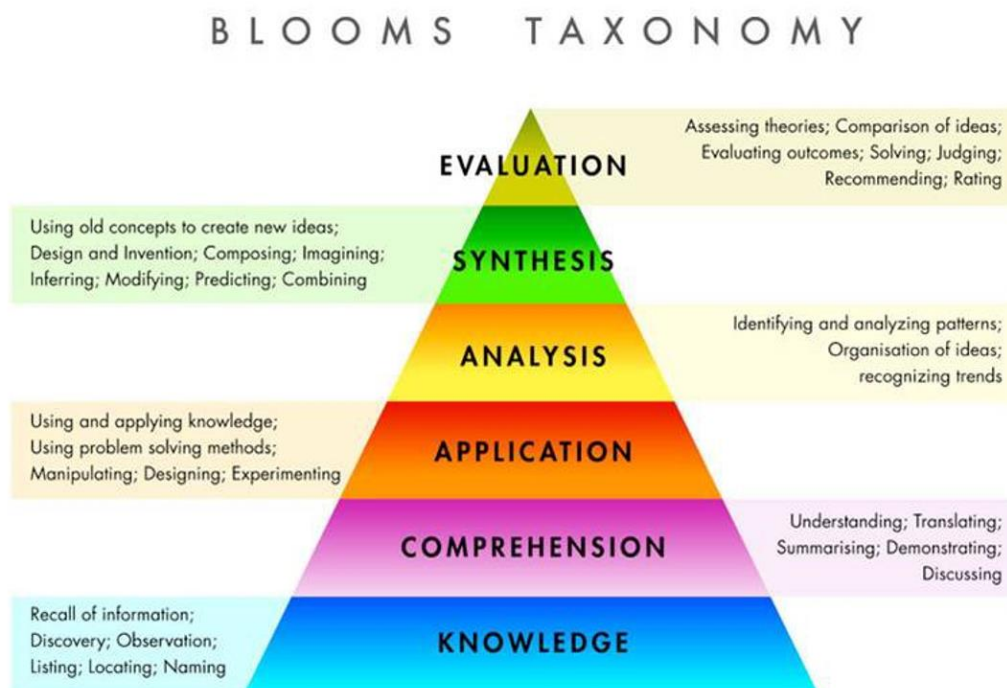 BLOOMS TAXONOMY
EVALUATION
Assessing theories; Comparison of ideas;
Evaluating outcomes; Solving; Judging;
Recommending; Rating
Using old concepts to create new ideas;
Design and Invention; Composing; Imagining;
Inferring; Modifying; Predicting; Combining
SYNTHESIS
ANALYSIS
Identifying and analyzing patterns;
Organisation of ideas;
recognizing trends
Using and applying knowledge;
Using problem solving methods;
Manipulating; Designing; Experimenting
APPLICATION
COMPREHENSION
Understanding; Translating;
Summarising; Demonstrating;
Discussing
Recall of information;
Discovery; Observation;
Listing; Locating; Naming
KNOWLEDGE